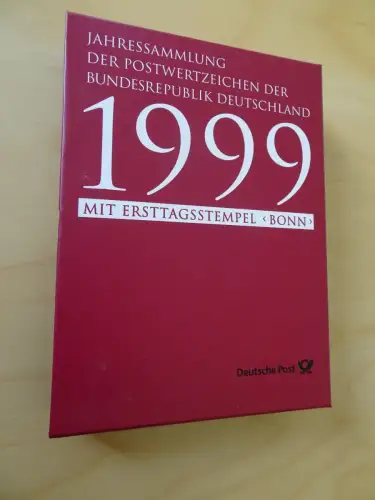 JAHRESSAMMLUNG
DER POSTWERTZEICHEN DER
BUNDESREPUBLIK DEUTSCHLAND
1999
MIT ERSTTAGSSTEMPEL ‹BONN›
Deutsche Post